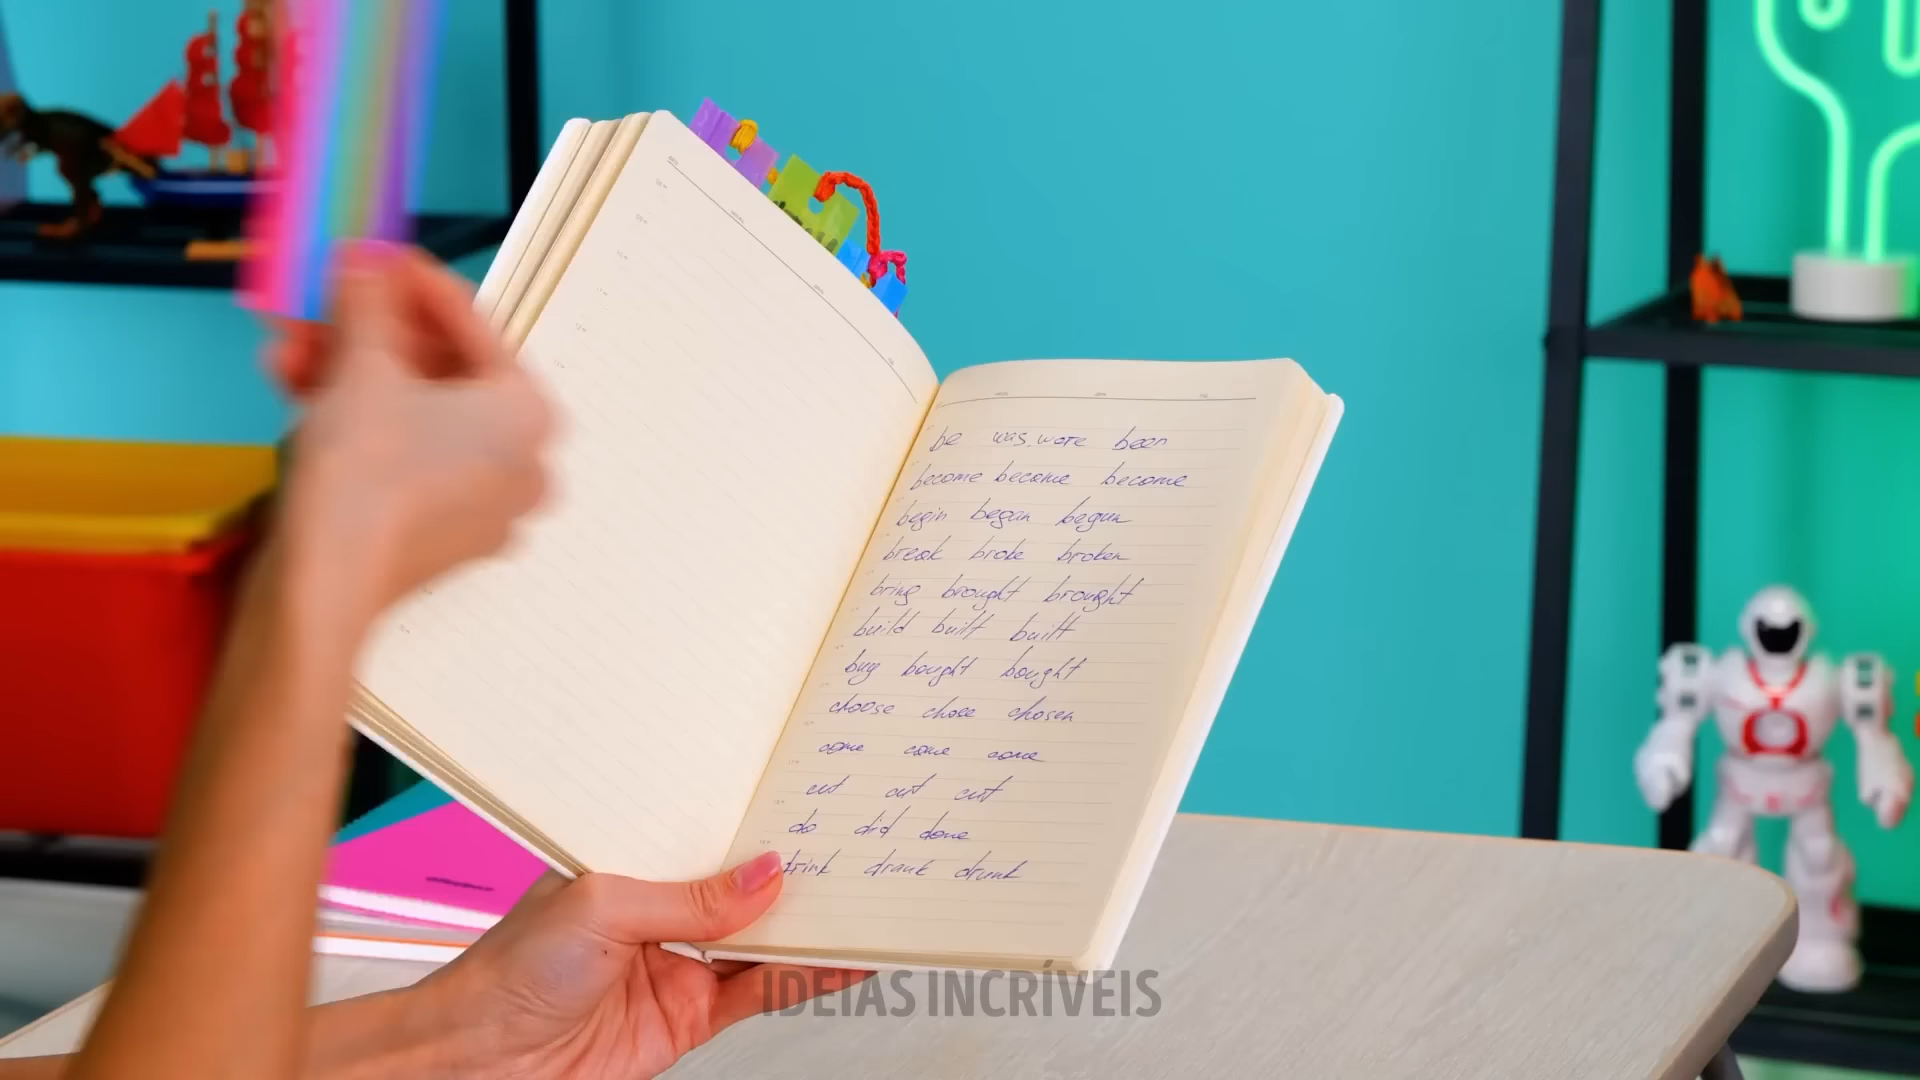 be was, were been
become became become
begin began begun
break broke broken
bring brought brought
build built built
buy bought bought
choose chose chosen
come came come
cut cut cut
do did done
drink drank drunk
IDEIAS INCRÍVEIS